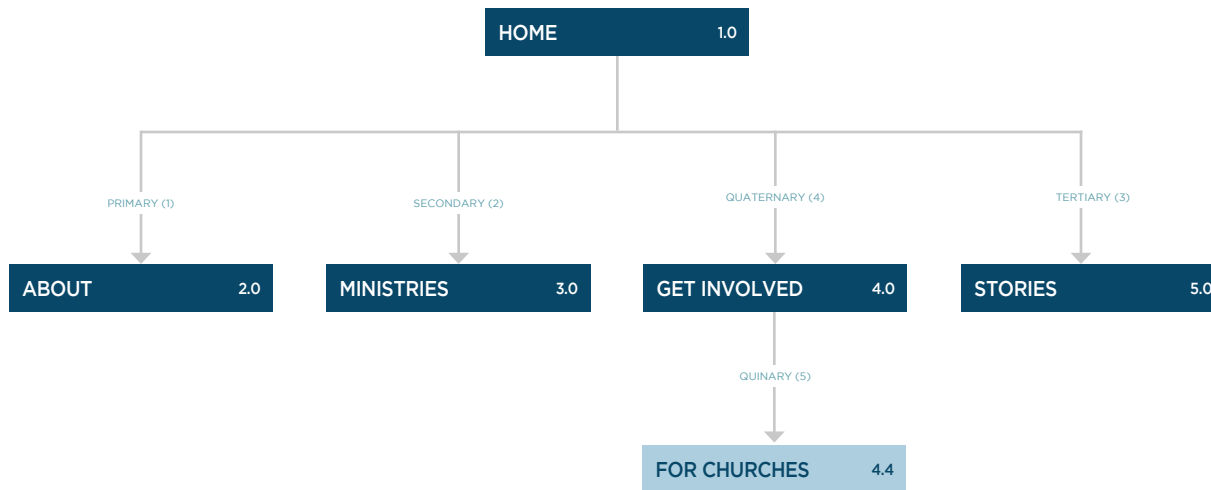 HOME 1.0
PRIMARY (1) SECONDARY (2) QUATERNARY (4) TERTIARY (3)
ABOUT 2.0 MINISTRIES 3.0 GET INVOLVED 4.0 STORIES 5.0
QUINARY (5)
FOR CHURCHES 4.4